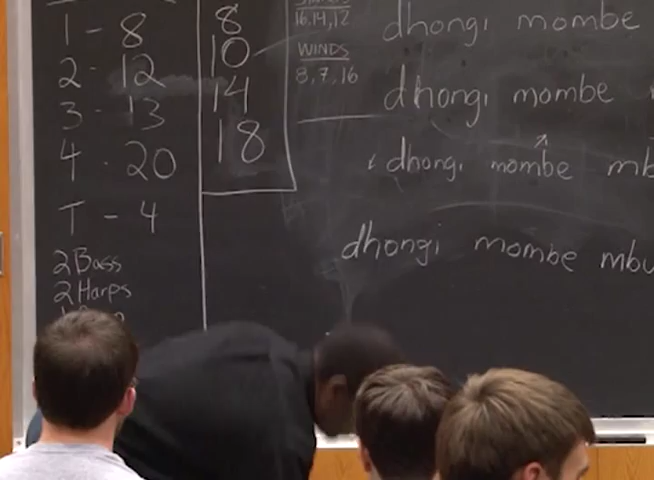 1 - 8
2 - 12
3 - 13
4 - 20
T - 4
2 Bass
2 Harps
8
10
14
18
16,14,12
WINDS
8,7,16
dhongi mombe
dhongi mombe
dhongi mombe
dhongi mombe